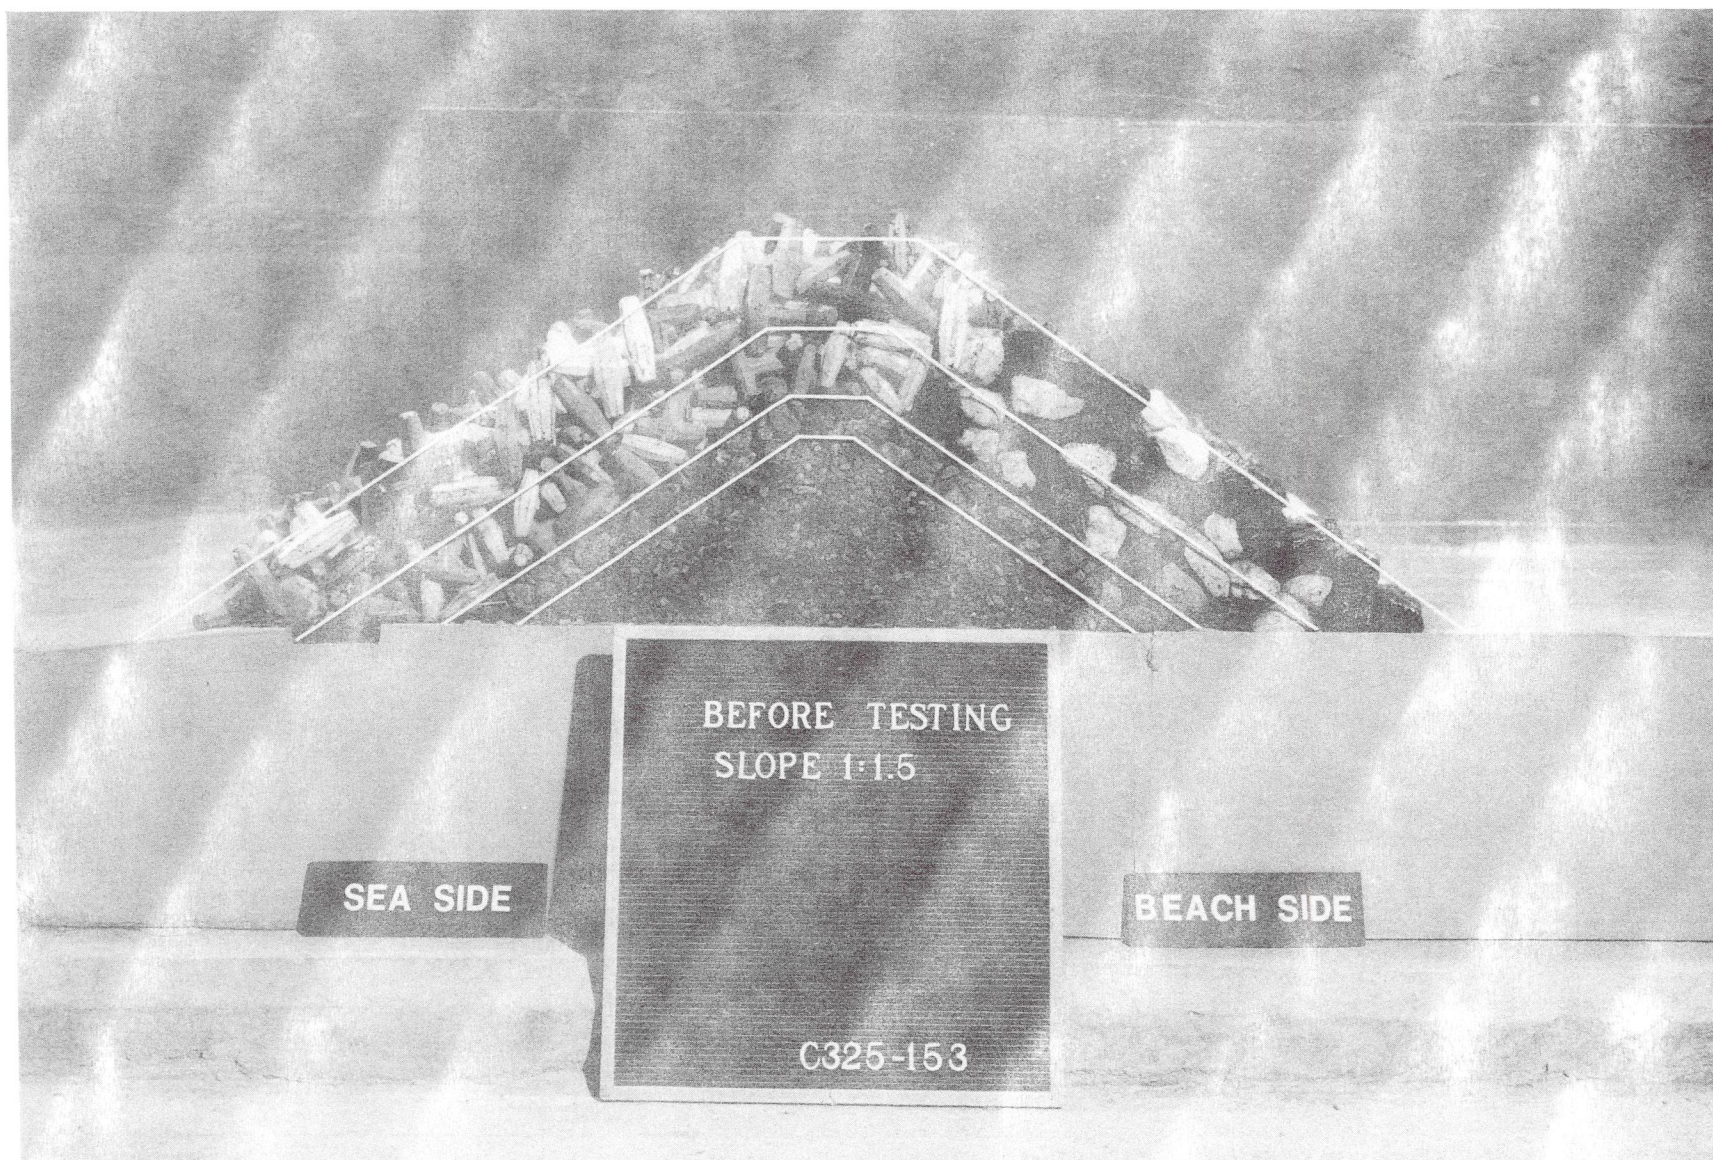 BEFORE TESTING
SLOPE 1:1.5
SEA SIDE
BEACH SIDE
C325-153